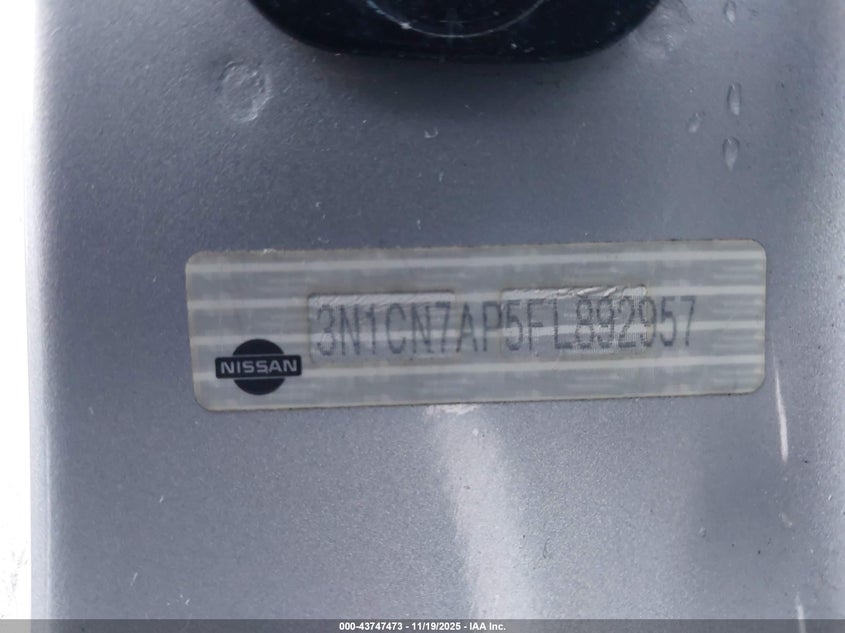 3N1CN7AP5FL892957
NISSAN
000-43747473 - 11/19/2025 - IAA Inc.